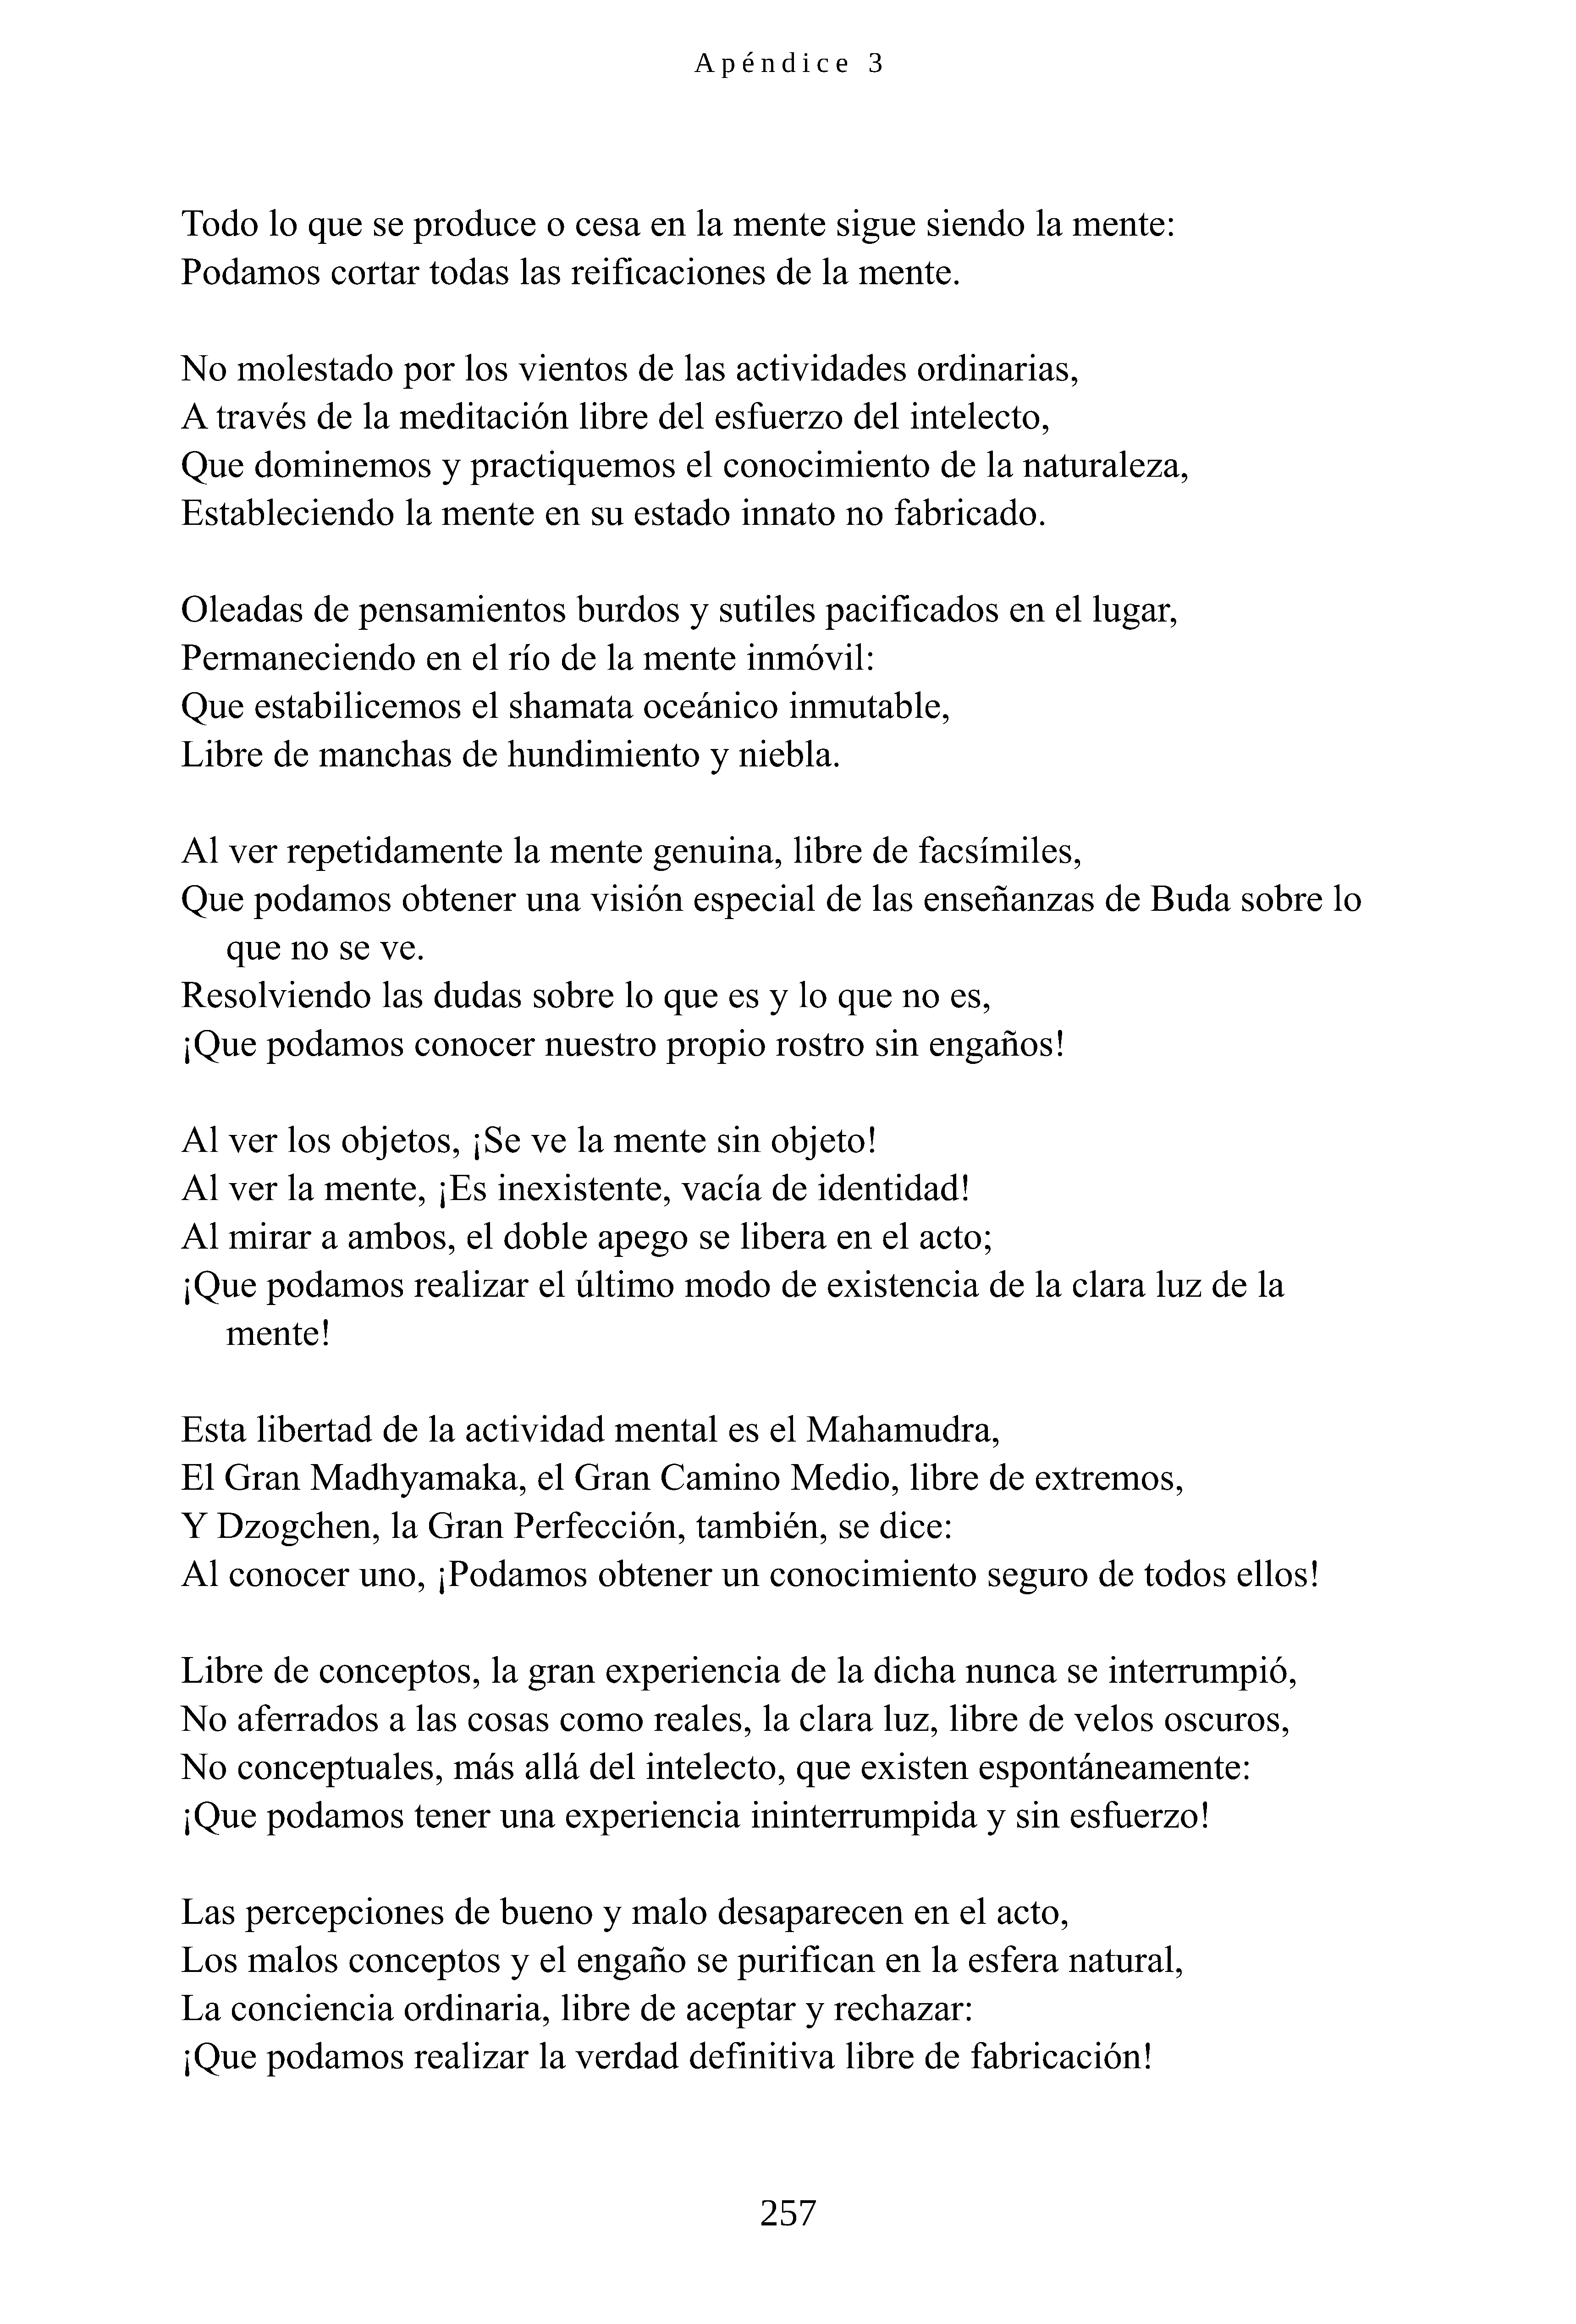 Apéndice 3
Todo lo que se produce o cesa en la mente sigue siendo la mente:
Podamos cortar todas las reificaciones de la mente.
No molestado por los vientos de las actividades ordinarias,
A través de la meditación libre del esfuerzo del intelecto,
Que dominemos y practiquemos el conocimiento de la naturaleza,
Estableciendo la mente en su estado innato no fabricado.
Oleadas de pensamientos burdos y sutiles pacificados en el lugar,
Permaneciendo en el río de la mente inmóvil:
Que estabilicemos el shamata oceánico inmutable,
Libre de manchas de hundimiento y niebla.
Al ver repetidamente la mente genuina, libre de facsímiles,
Que podamos obtener una visión especial de las enseñanzas de Buda sobre lo
que no se ve.
Resolviendo las dudas sobre lo que es y lo que no es,
¡Que podamos conocer nuestro propio rostro sin engaños!
Al ver los objetos, ¡Se ve la mente sin objeto!
Al ver la mente, ¡Es inexistente, vacía de identidad!
Al mirar a ambos, el doble apego se libera en el acto;
¡Que podamos realizar el último modo de existencia de la clara luz de la
mente!
Esta libertad de la actividad mental es el Mahamudra,
El Gran Madhyamaka, el Gran Camino Medio, libre de extremos,
Y Dzogchen, la Gran Perfección, también, se dice:
Al conocer uno, ¡Podamos obtener un conocimiento seguro de todos ellos!
Libre de conceptos, la gran experiencia de la dicha nunca se interrumpió,
No aferrados a las cosas como reales, la clara luz, libre de velos oscuros,
No conceptuales, más allá del intelecto, que existen espontáneamente:
¡Que podamos tener una experiencia ininterrumpida y sin esfuerzo!
Las percepciones de bueno y malo desaparecen en el acto,
Los malos conceptos y el engaño se purifican en la esfera natural,
La conciencia ordinaria, libre de aceptar y rechazar:
¡Que podamos realizar la verdad definitiva libre de fabricación!
257